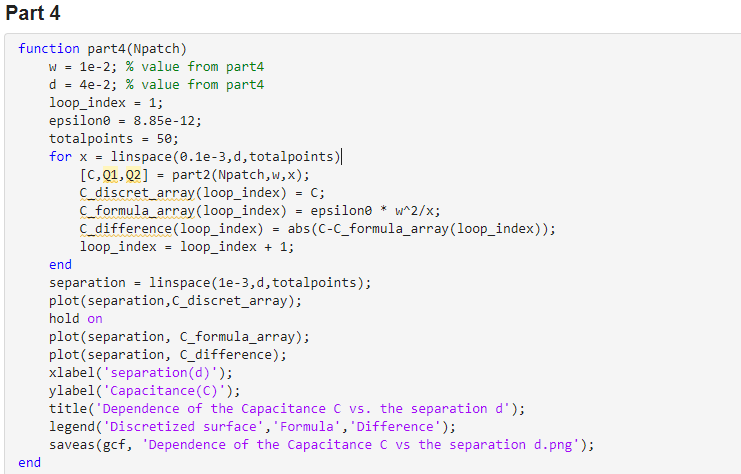 Part 4
function part4(Npatch)
w = 1e-2; % value from part4
d = 4e-2; % value from part4
loop_index = 1;
epsilon0 = 8.85e-12;
totalpoints = 50;
for x = linspace(0.1e-3,d,totalpoints)
[C,Q1,Q2] = part2(Npatch,w,x);
C_discret_array(loop_index) = C;
C_formula_array(loop_index) = epsilon0 * w^2/x;
C_difference(loop_index) = abs(C-C_formula_array(loop_index));
loop_index = loop_index + 1;
end
separation = linspace(1e-3,d,totalpoints);
plot(separation,C_discret_array);
hold on
plot(separation, C_formula_array);
plot(separation, C_difference);
xlabel('separation(d)');
ylabel('Capacitance(C)');
title('Dependence of the Capacitance C vs. the separation d');
legend('Discretized surface','Formula','Difference');
saveas(gcf, 'Dependence of the Capacitance C vs the separation d.png');
end